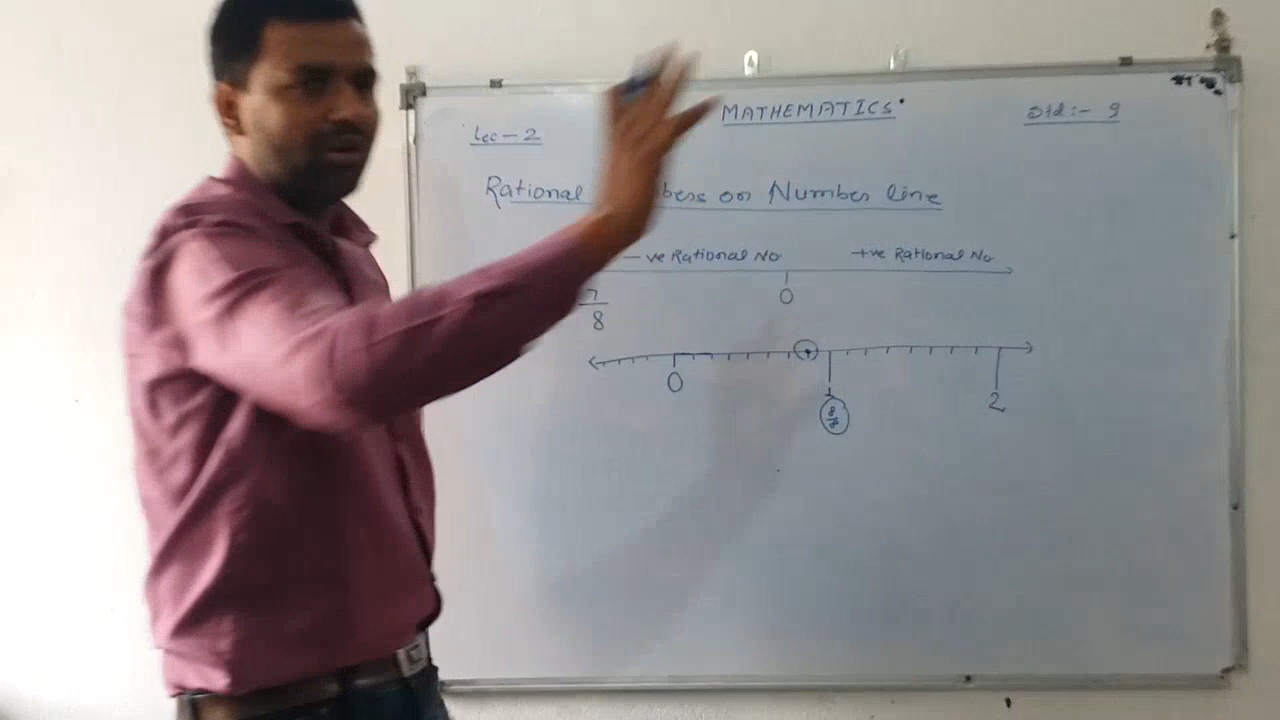 MATHEMATICS
Lec - 2
Std :- 9
Rational bers on Number line
-ve Rational No. +ve Rational No
0
7/8
0 8/8 2